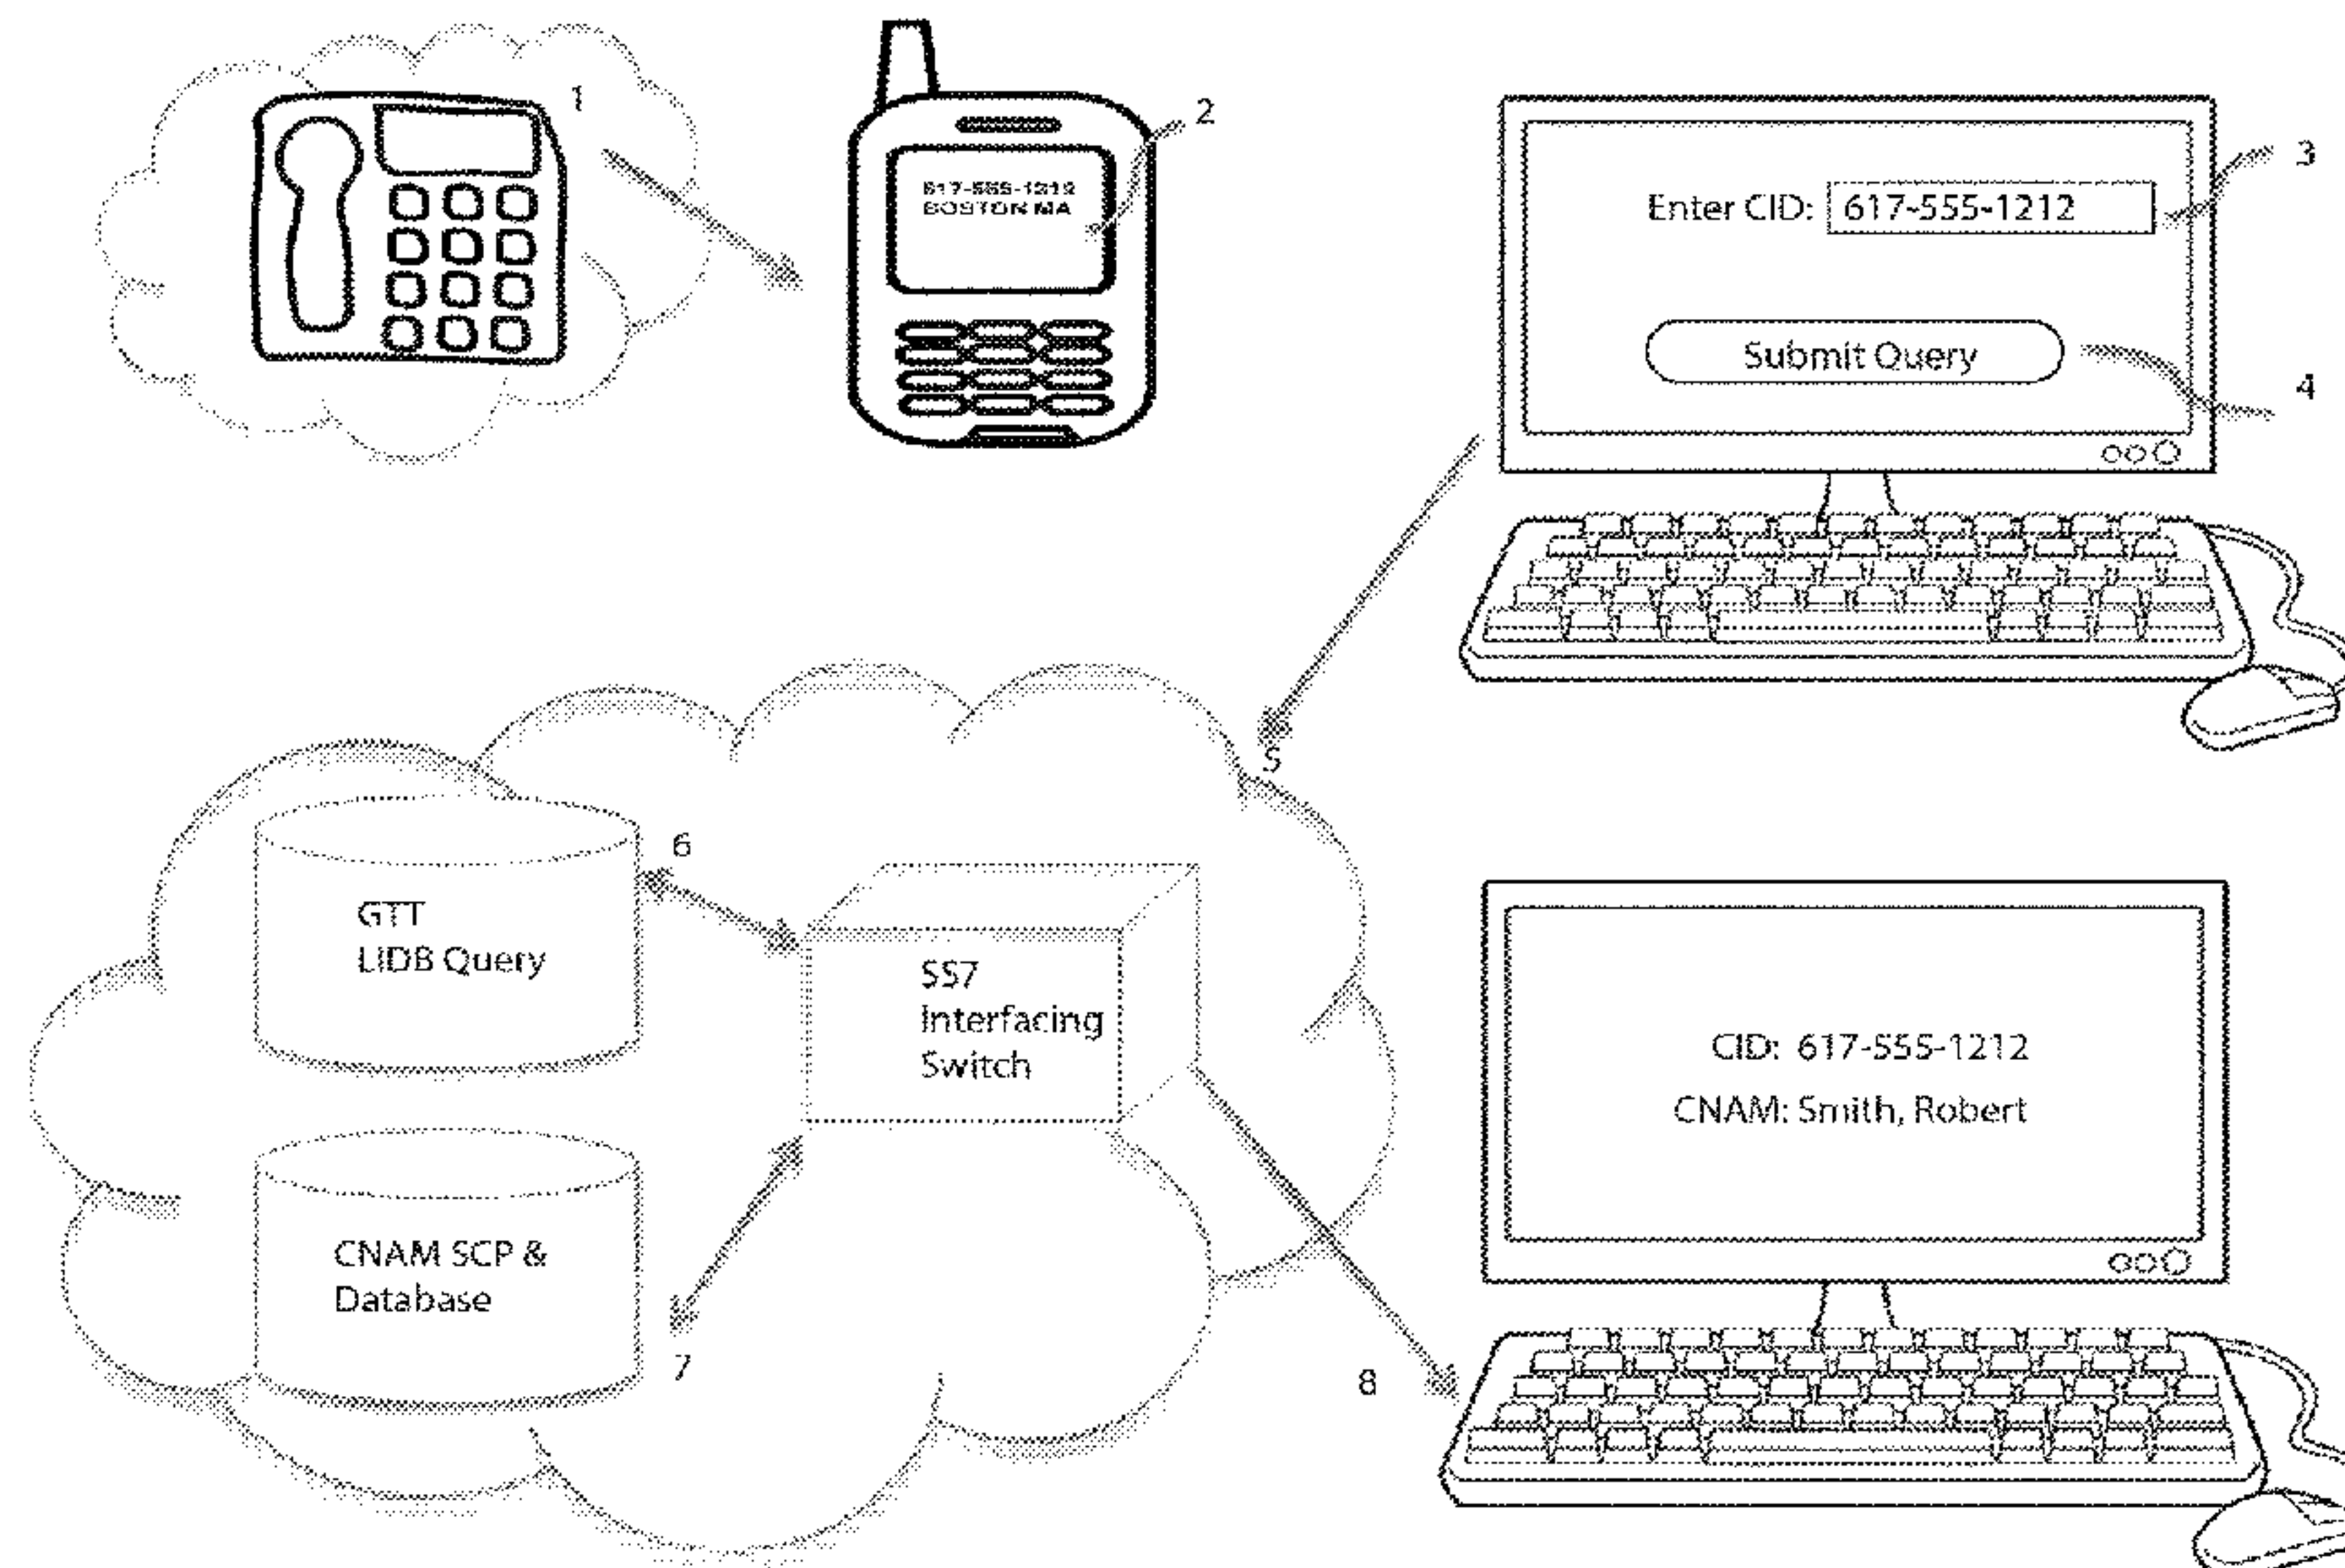 1
2
617-555-1212
BOSTON MA
3
Enter CID: 617-555-1212
Submit Query
4
5
6
GTT
LIDB Query
SS7
Interfacing
Switch
CID: 617-555-1212
CNAM: Smith, Robert
CNAM SCP &
Database
7
8